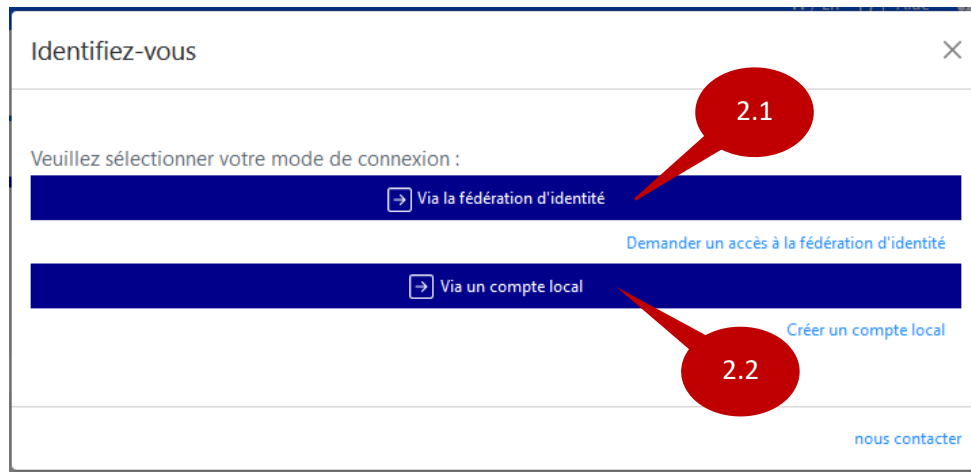 Identifiez-vous
2.1
Veuillez sélectionner votre mode de connexion :
Via la fédération d'identité
Demander un accès à la fédération d'identité
Via un compte local
Créer un compte local
2.2
nous contacter